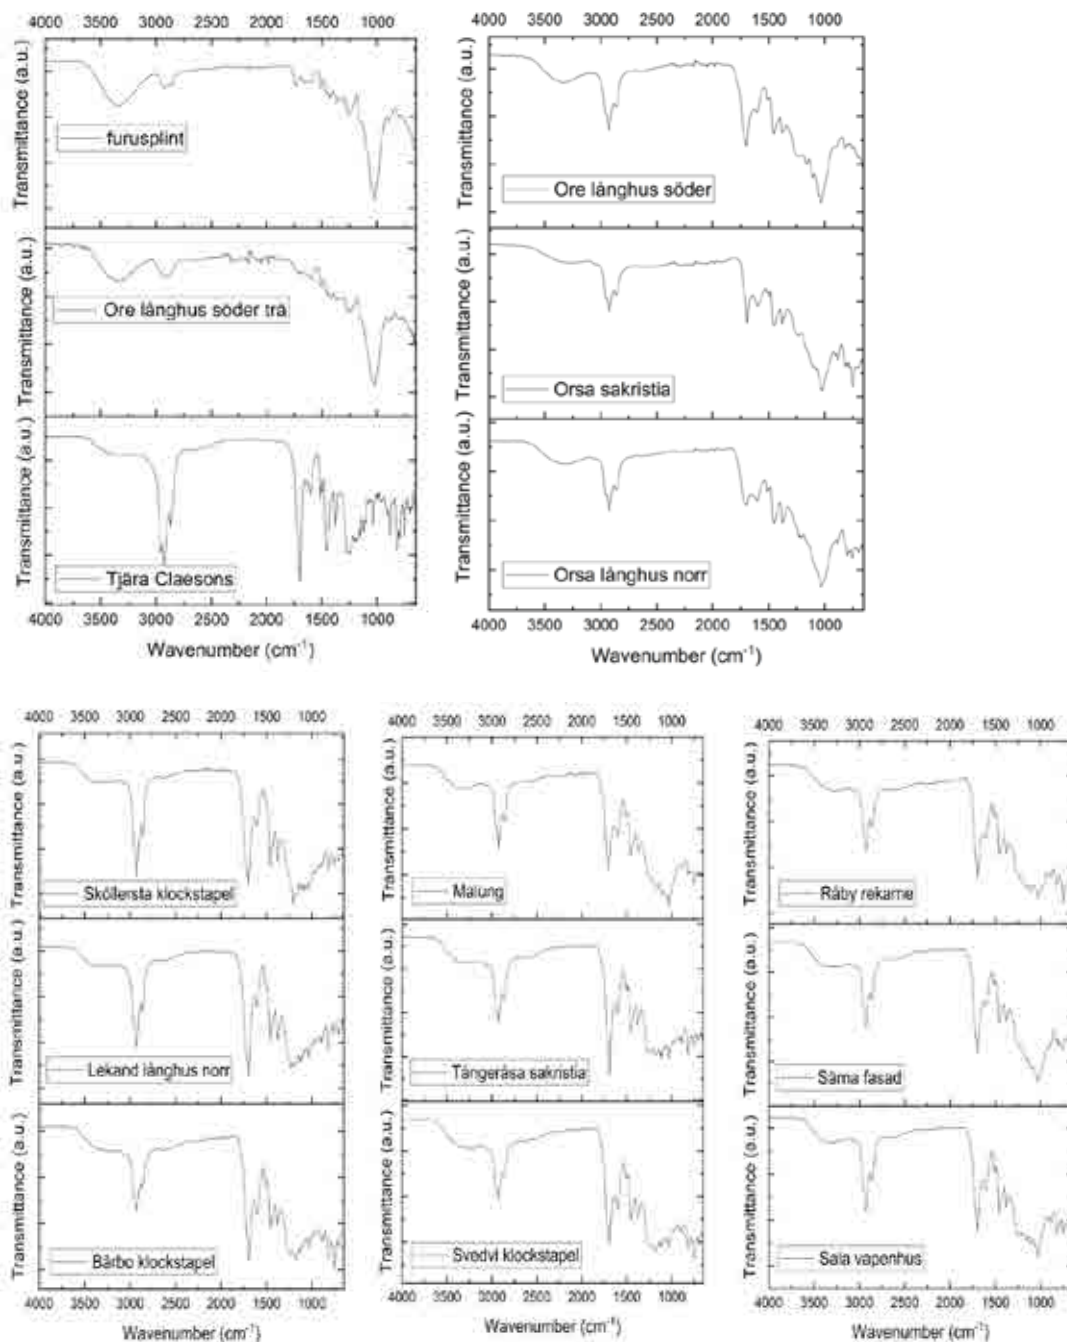 4000 3500 3000 2500 2000 1500 1000
4000 3500 3000 2500 2000 1500 1000
Transmittance (a.u.)
furusplint
Transmittance (a.u.)
Ore långhus söder
Transmittance (a.u.)
Ore långhus söder trä
Transmittance (a.u.)
Orsa sakristia
Transmittance (a.u.)
Tjära Claesons
Transmittance (a.u.)
Orsa långhus norr
4000 3500 3000 2500 2000 1500 1000
4000 3500 3000 2500 2000 1500 1000
Wavenumber (cm⁻¹)
Wavenumber (cm⁻¹)
4000 3500 3000 2500 2000 1500 1000
4000 3500 3000 2500 2000 1500 1000
4000 3500 3000 2500 2000 1500 1000
Transmittance (a.u.)
Sköllersta klockstapel
Transmittance (a.u.)
Malung
Transmittance (a.u.)
Råby rekarne
Transmittance (a.u.)
Lekand långhus norr
Transmittance (a.u.)
Tångeråsa sakristia
Transmittance (a.u.)
Särna fasad
Transmittance (a.u.)
Bärbo klockstapel
Transmittance (a.u.)
Svedvi klockstapel
Transmittance (a.u.)
Sala vapenhus
4000 3500 3000 2500 2000 1500 1000
4000 3500 3000 2500 2000 1500 1000
4000 3500 3000 2500 2000 1500 1000
Wavenumber (cm⁻¹)
Wavenumber (cm⁻¹)
Wavenumber (cm⁻¹)